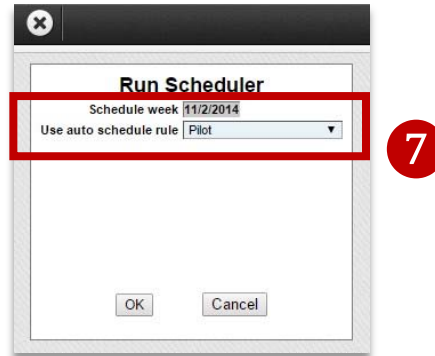 Run Scheduler
Schedule week 11/2/2014
Use auto schedule rule Pilot
7
OK Cancel